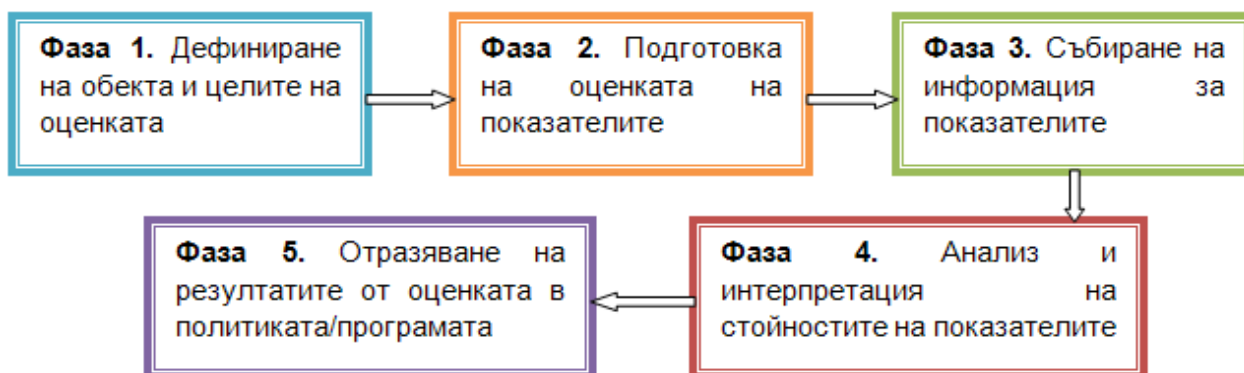 Фаза 1. Дефиниране
на обекта и целите на
оценката
Фаза 2. Подготовка
на оценката на
показателите
Фаза 3. Събиране на
информация за
показателите
Фаза 4. Анализ и
интерпретация на
стойностите на показателите
Фаза 5. Отразяване на
резултатите от оценката в
политиката/програмата